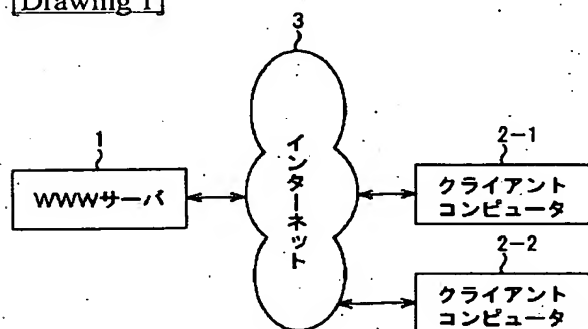 [Drawing 1]
3
1
WWWサーバ
インターネット
2-1
クライアント
コンピュータ
2-2
クライアント
コンピュータ